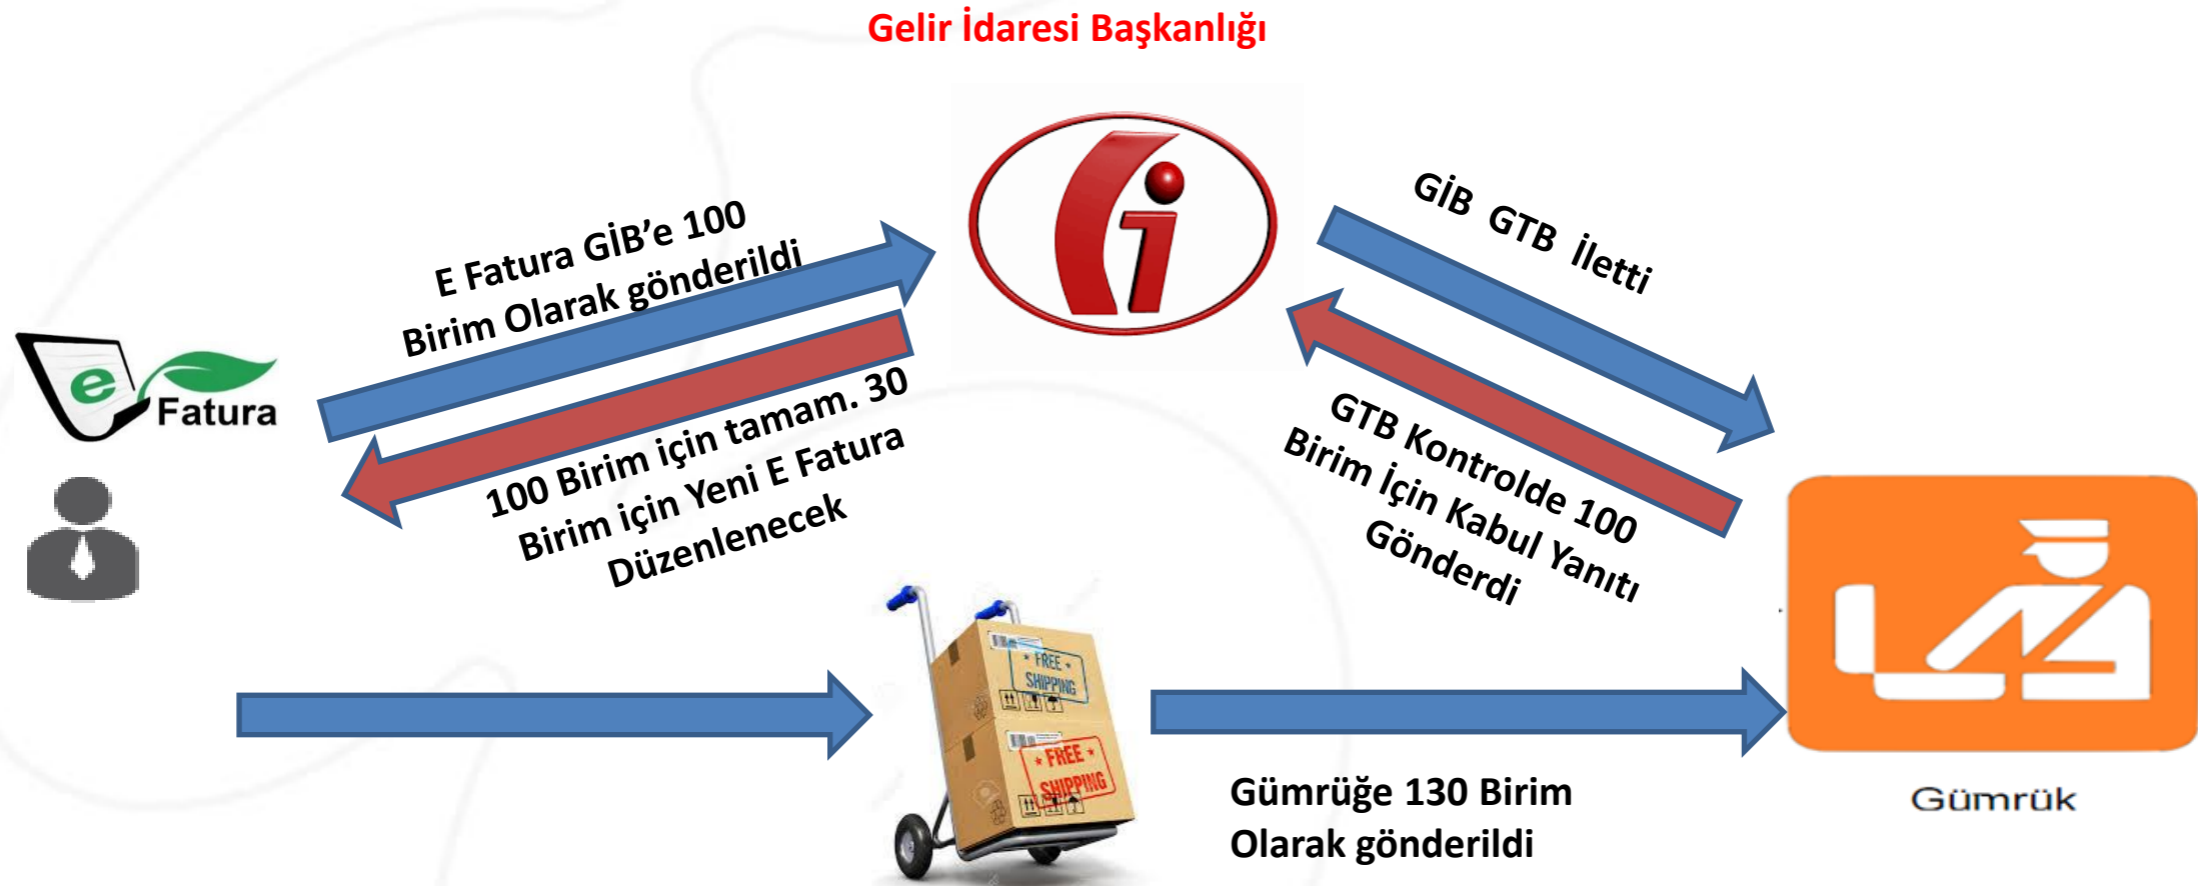 Gelir İdaresi Başkanlığı
E Fatura GİB’e 100
Birim Olarak gönderildi
GİB GTB İletti
e
Fatura
100 Birim için tamam. 30
Birim için Yeni E Fatura
Düzenlenecek
GTB Kontrolde 100
Birim İçin Kabul Yanıtı
Gönderdi
* FREE *
SHIPPING
* FREE *
SHIPPING
Gümrüğe 130 Birim
Olarak gönderildi
Gümrük